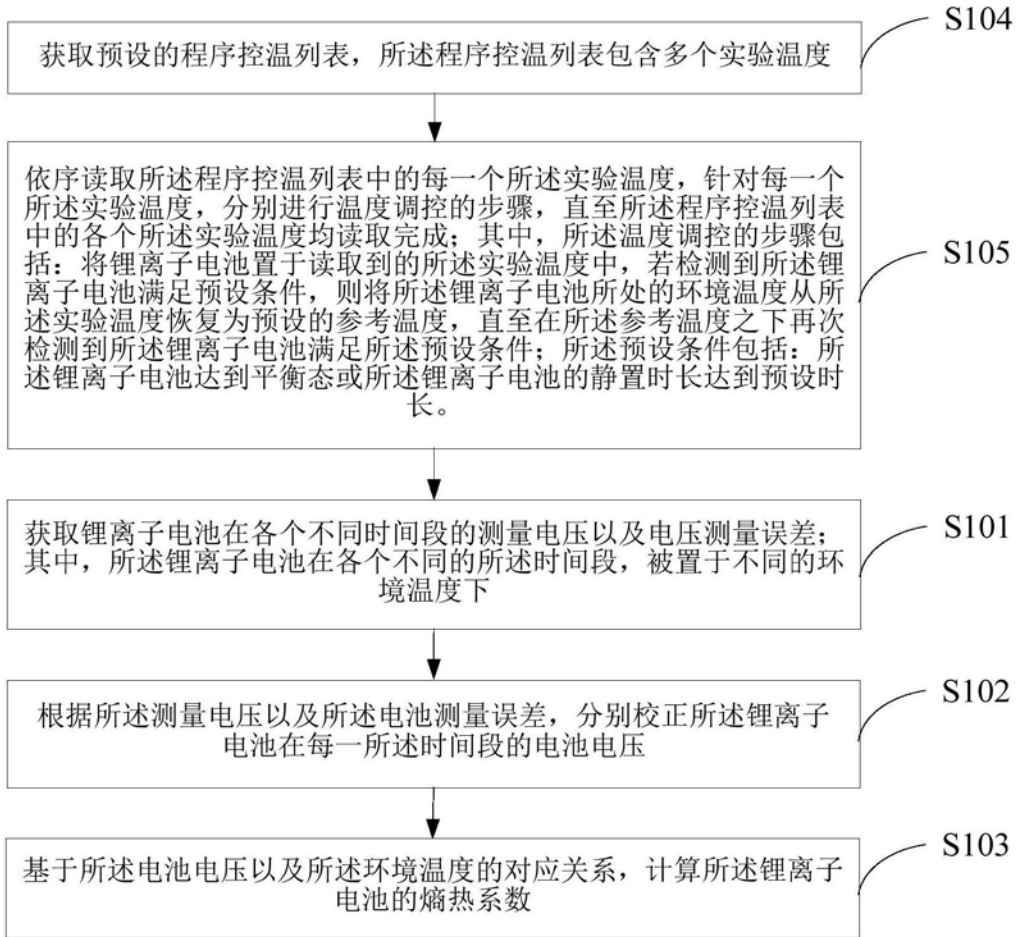 S104
获取预设的程序控温列表，所述程序控温列表包含多个实验温度
依序读取所述程序控温列表中的每一个所述实验温度，针对每一个
所述实验温度，分别进行温度调控的步骤，直至所述程序控温列表
中的各个所述实验温度均读取完成；其中，所述温度调控的步骤包
括：将锂离子电池置于读取到的所述实验温度中，若检测到所述锂
离子电池满足预设条件，则将所述锂离子电池所处的环境温度从所
述实验温度恢复为预设的参考温度，直至在所述参考温度之下再次
检测到所述锂离子电池满足所述预设条件；所述预设条件包括：所
述锂离子电池达到平衡态或所述锂离子电池的静置时长达到预设时
长。
S105
获取锂离子电池在各个不同时间段的测量电压以及电压测量误差；
其中，所述锂离子电池在各个不同的所述时间段，被置于不同的环
境温度下
S101
根据所述测量电压以及所述电池测量误差，分别校正所述锂离子
电池在每一所述时间段的电池电压
S102
基于所述电池电压以及所述环境温度的对应关系，计算所述锂离子
电池的熵热系数
S103